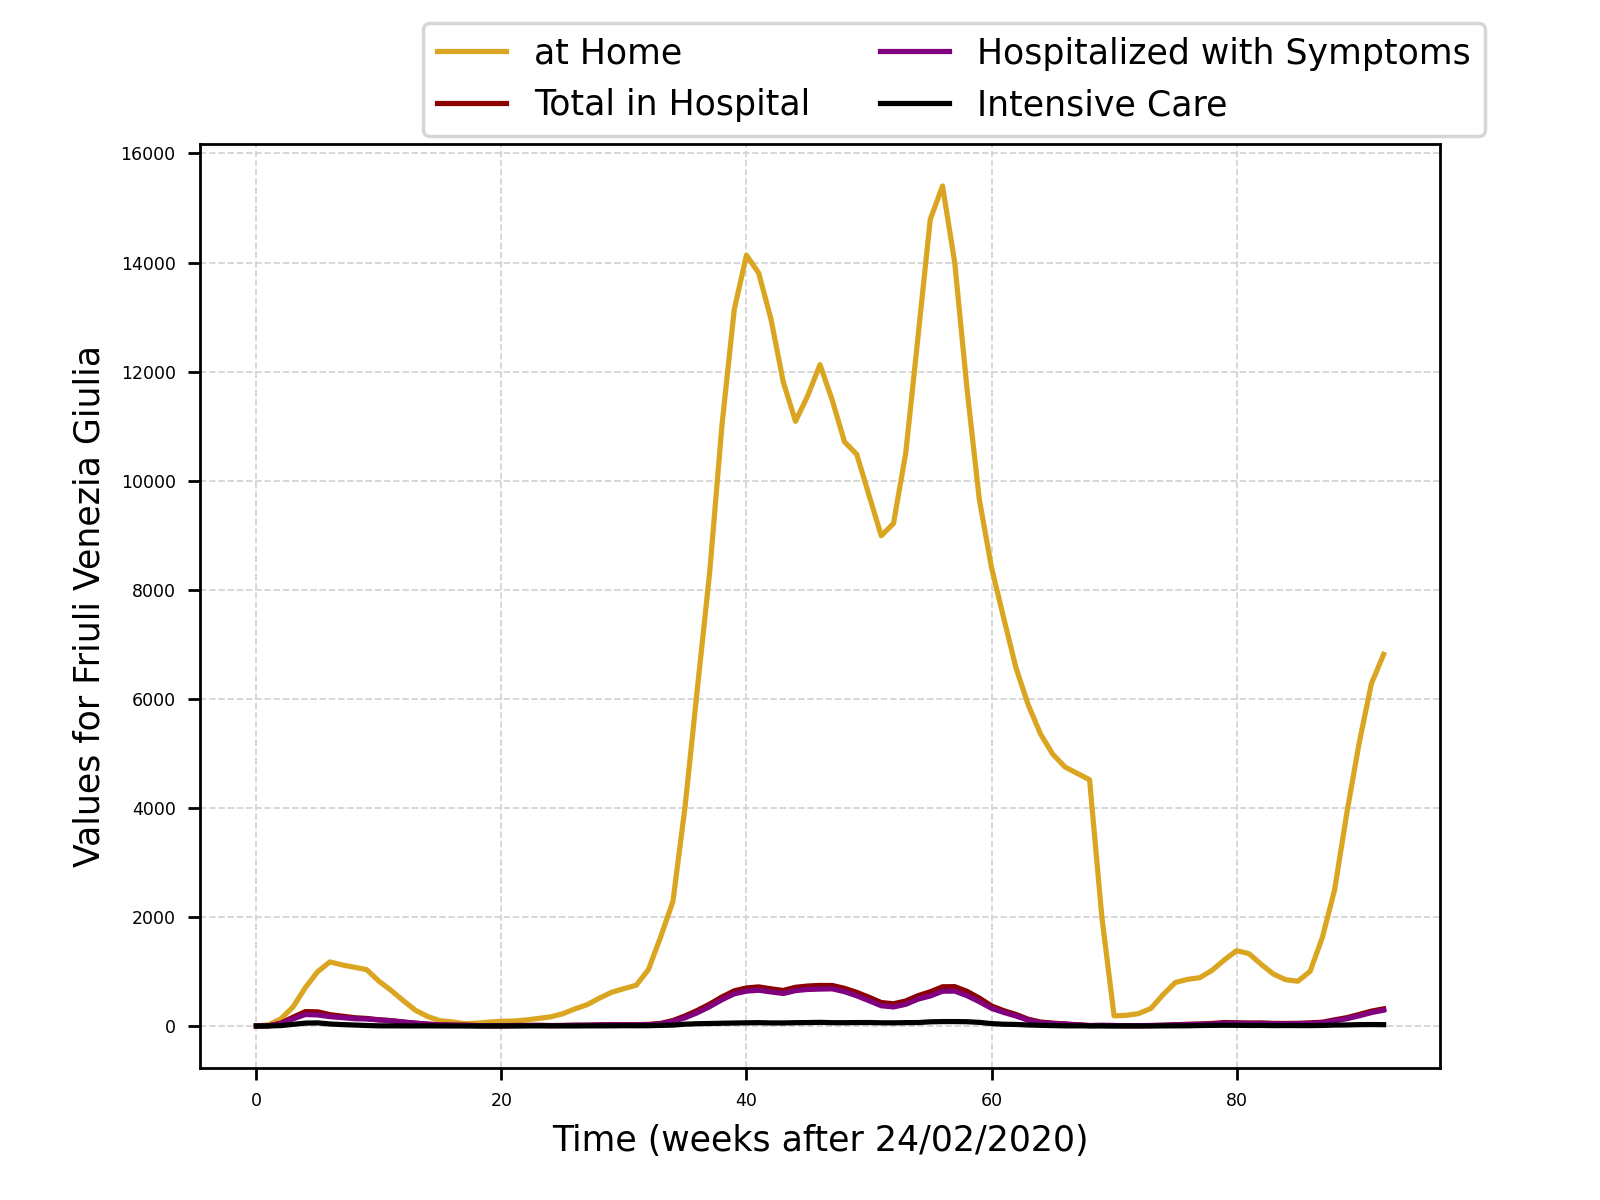 at Home
Total in Hospital
Hospitalized with Symptoms
Intensive Care
Values for Friuli Venezia Giulia
16000
14000
12000
10000
8000
6000
4000
2000
0
0 20 40 60 80
Time (weeks after 24/02/2020)